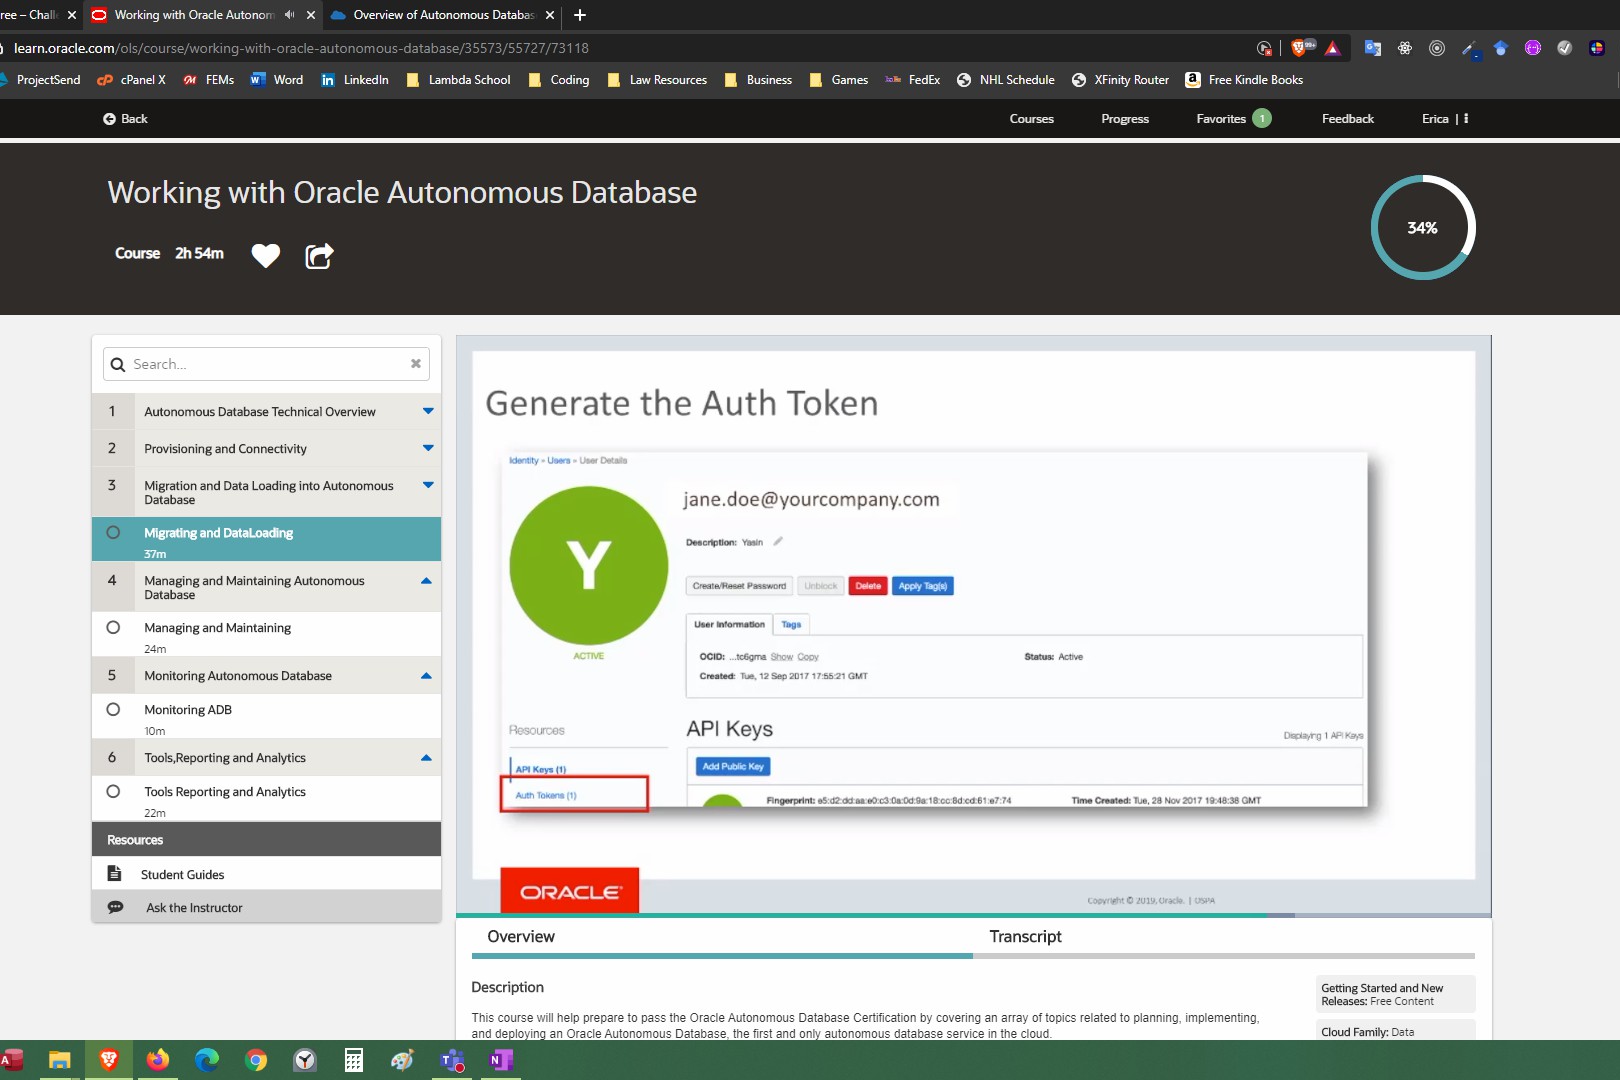 ree – Chall
Working with Oracle Autonom
Overview of Autonomous Databas
learn.oracle.com/ols/course/working-with-oracle-autonomous-database/35573/55727/73118
99+
ProjectSend
cPanel X
FEMs
Word
LinkedIn
Lambda School
Coding
Law Resources
Business
Games
FedEx
NHL Schedule
XFinity Router
Free Kindle Books
Back
Courses
Progress
Favorites 1
Feedback
Erica |
Working with Oracle Autonomous Database
Course 2h 54m
34%
Search...
1 Autonomous Database Technical Overview
2 Provisioning and Connectivity
3 Migration and Data Loading into Autonomous
Database
Migrating and DataLoading
37m
4 Managing and Maintaining Autonomous
Database
Managing and Maintaining
24m
5 Monitoring Autonomous Database
Monitoring ADB
10m
6 Tools,Reporting and Analytics
Tools Reporting and Analytics
22m
Resources
Student Guides
Ask the Instructor
Generate the Auth Token
Identity » Users » User Details
Y
ACTIVE
jane.doe@yourcompany.com
Description: Yasin
Create/Reset Password Unblock Delete Apply Tag(s)
User Information Tags
OCID: ...tc6gma Show Copy
Status: Active
Created: Tue, 12 Sep 2017 17:55:21 GMT
Resources
API Keys (1)
Auth Tokens (1)
API Keys
Displaying 1 API Keys
Add Public Key
Fingerprint: e5:d2:dd:aa:e0:c3:0a:0d:9a:18:cc:8d:cd:61:e7:74
Time Created: Tue, 28 Nov 2017 19:48:38 GMT
ORACLE
Copyright © 2019, Oracle. | OSPA
Overview
Transcript
Description
This course will help prepare to pass the Oracle Autonomous Database Certification by covering an array of topics related to planning, implementing,
and deploying an Oracle Autonomous Database, the first and only autonomous database service in the cloud.
Getting Started and New
Releases: Free Content
Cloud Family: Data